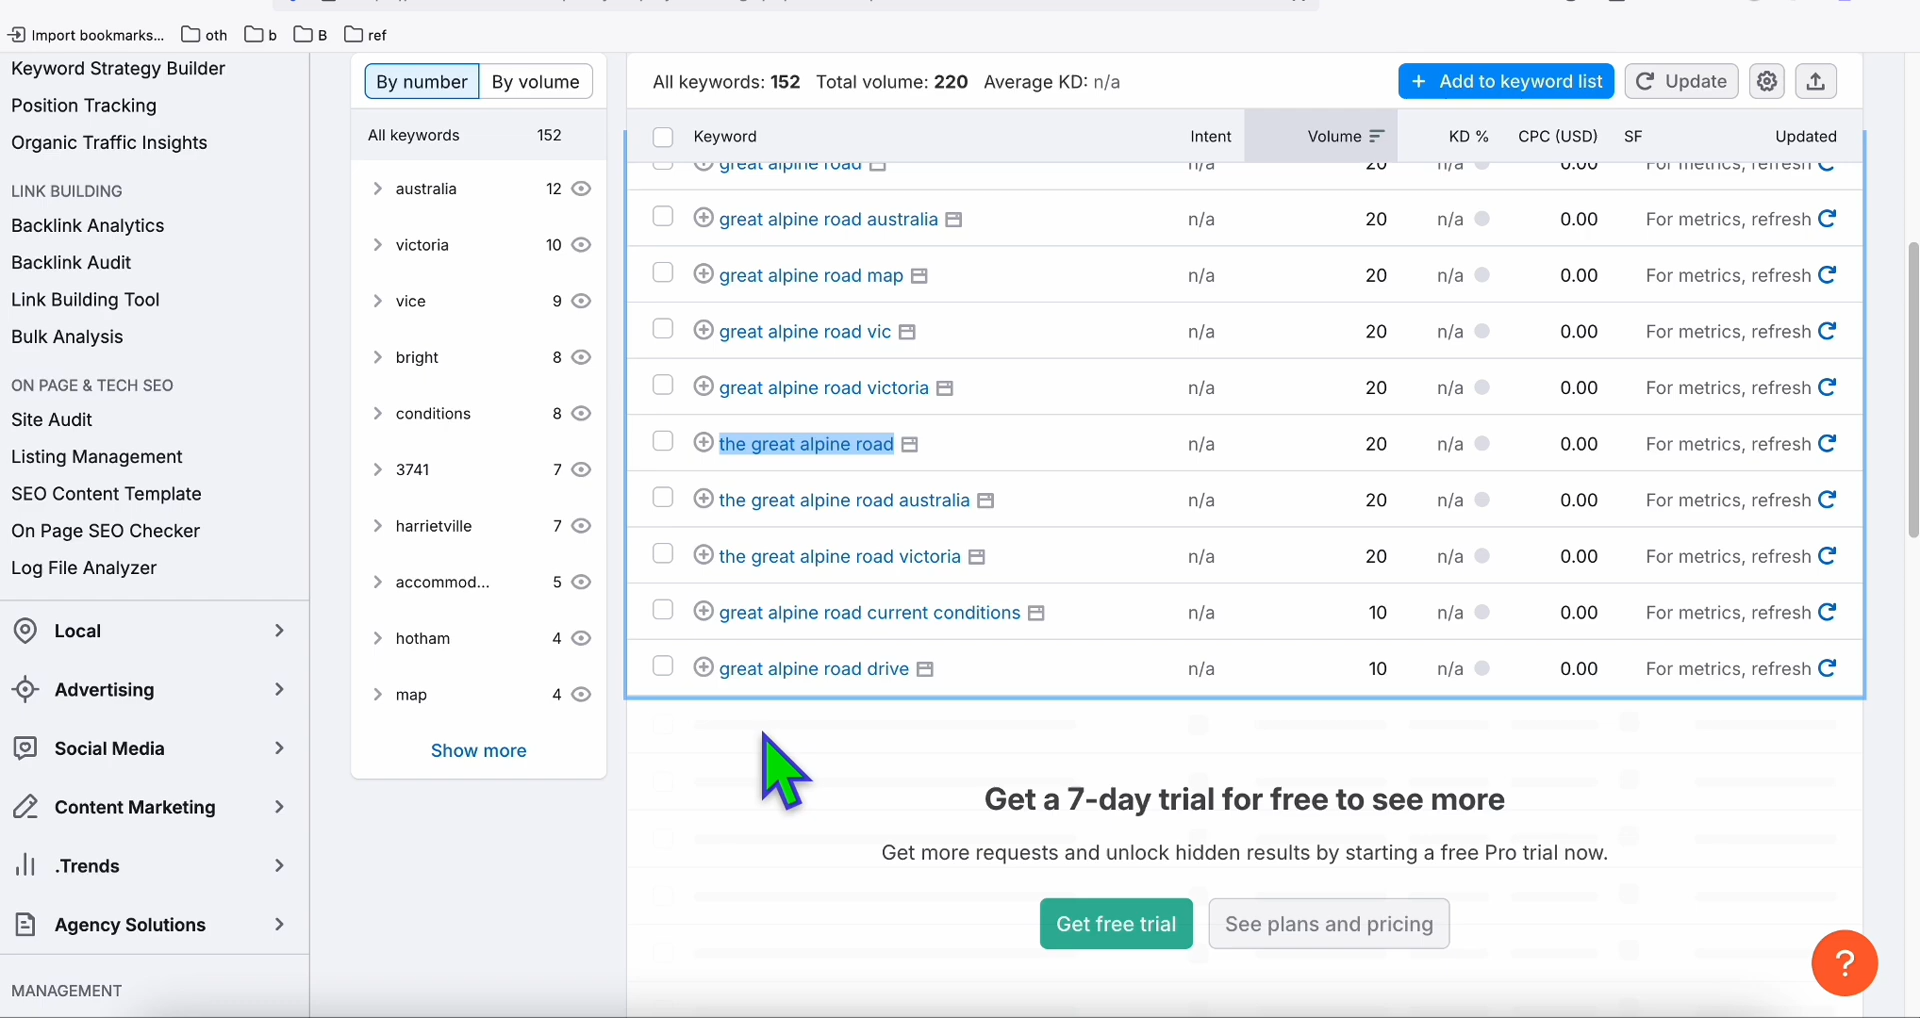 Import bookmarks... oth b B ref
Keyword Strategy Builder
Position Tracking
Organic Traffic Insights
LINK BUILDING
Backlink Analytics
Backlink Audit
Link Building Tool
Bulk Analysis
ON PAGE & TECH SEO
Site Audit
Listing Management
SEO Content Template
On Page SEO Checker
Log File Analyzer
Local
Advertising
Social Media
Content Marketing
.Trends
Agency Solutions
MANAGEMENT
By number By volume
All keywords 152
australia 12
victoria 10
vice 9
bright 8
conditions 8
3741 7
harrietville 7
accommod... 5
hotham 4
map 4
Show more
All keywords: 152 Total volume: 220 Average KD: n/a
+ Add to keyword list Update
Keyword Intent Volume KD % CPC (USD) SF Updated
great alpine road n/a 20 n/a 0.00 For metrics, refresh
great alpine road australia n/a 20 n/a 0.00 For metrics, refresh
great alpine road map n/a 20 n/a 0.00 For metrics, refresh
great alpine road vic n/a 20 n/a 0.00 For metrics, refresh
great alpine road victoria n/a 20 n/a 0.00 For metrics, refresh
the great alpine road n/a 20 n/a 0.00 For metrics, refresh
the great alpine road australia n/a 20 n/a 0.00 For metrics, refresh
the great alpine road victoria n/a 20 n/a 0.00 For metrics, refresh
great alpine road current conditions n/a 10 n/a 0.00 For metrics, refresh
great alpine road drive n/a 10 n/a 0.00 For metrics, refresh
Get a 7-day trial for free to see more
Get more requests and unlock hidden results by starting a free Pro trial now.
Get free trial See plans and pricing
?